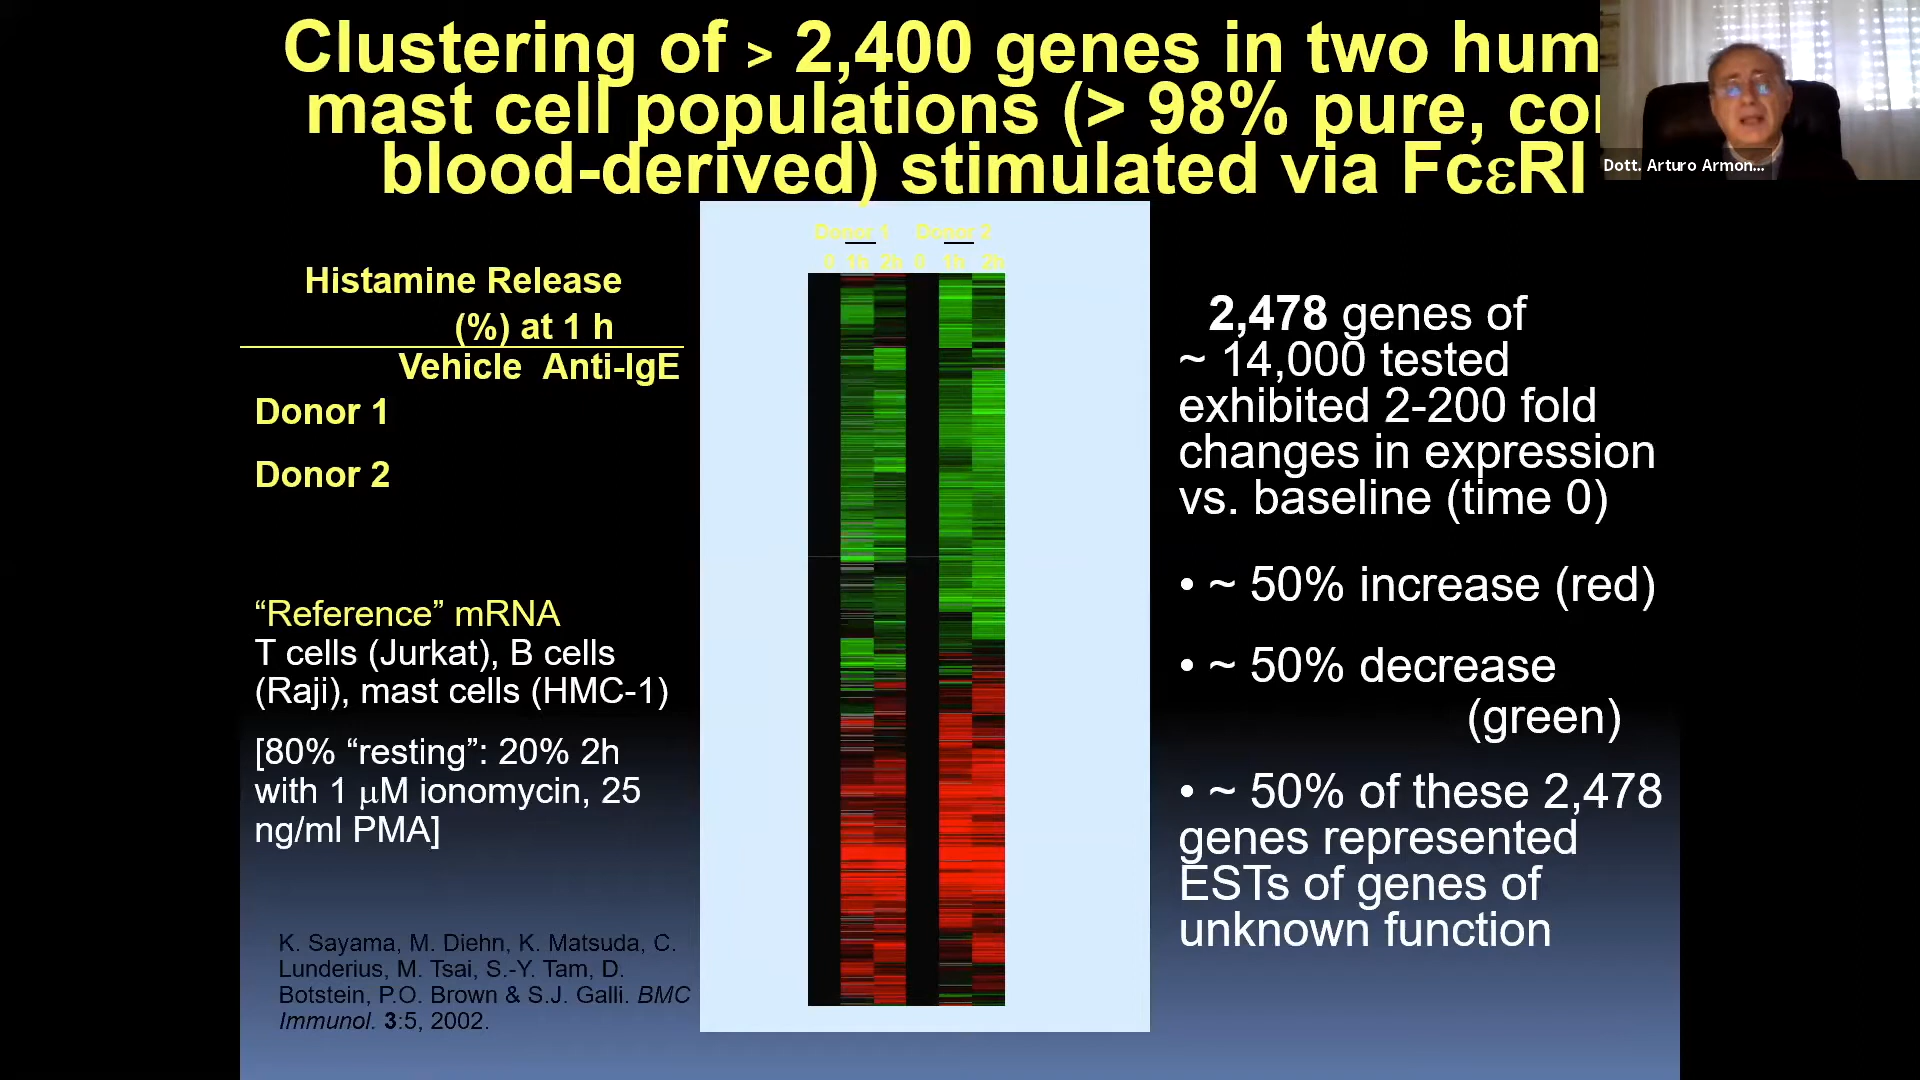 Clustering of > 2,400 genes in two hum
mast cell populations (> 98% pure, cor
blood-derived) stimulated via FcεRI
Dott. Arturo Armon...
Histamine Release
(%) at 1 h
Vehicle Anti-IgE
Donor 1
Donor 2
“Reference” mRNA
T cells (Jurkat), B cells
(Raji), mast cells (HMC-1)
[80% “resting”: 20% 2h
with 1 μM ionomycin, 25
ng/ml PMA]
K. Sayama, M. Diehn, K. Matsuda, C.
Lunderius, M. Tsai, S.-Y. Tam, D.
Botstein, P.O. Brown & S.J. Galli. BMC
Immunol. 3:5, 2002.
Donor 1 Donor 2
0 1h 2h 0 1h 2h
2,478 genes of
~ 14,000 tested
exhibited 2-200 fold
changes in expression
vs. baseline (time 0)
• ~ 50% increase (red)
• ~ 50% decrease
(green)
• ~ 50% of these 2,478
genes represented
ESTs of genes of
unknown function